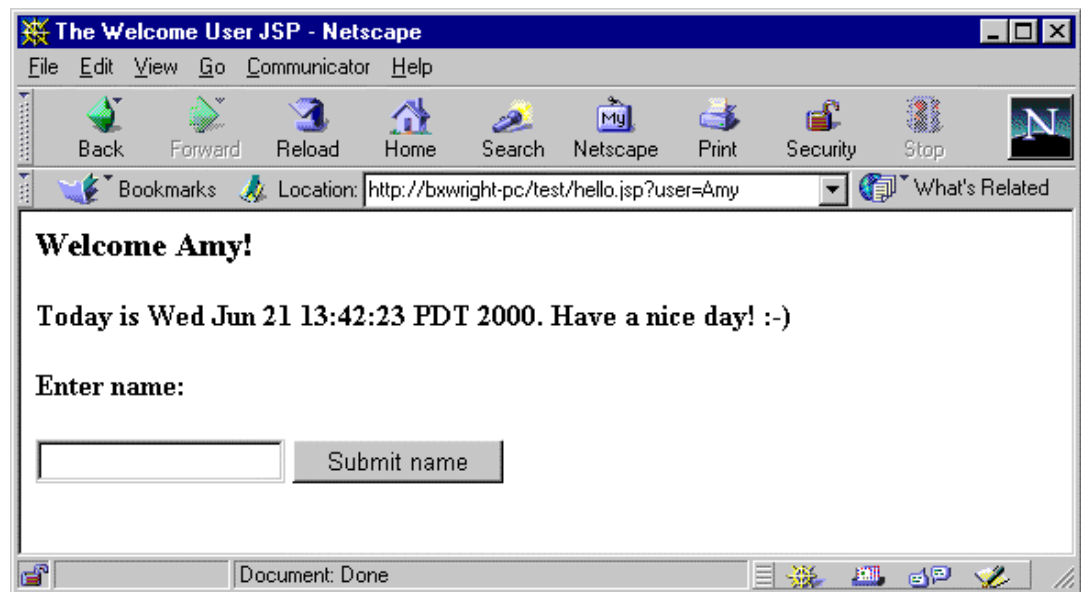 The Welcome User JSP - Netscape
File Edit View Go Communicator Help
Back Forward Reload Home Search My Netscape Print Security Stop N
Bookmarks Location: http://bxwright-pc/test/hello.jsp?user=Amy What's Related
Welcome Amy!
Today is Wed Jun 21 13:42:23 PDT 2000. Have a nice day! :-)
Enter name:
Submit name
Document: Done